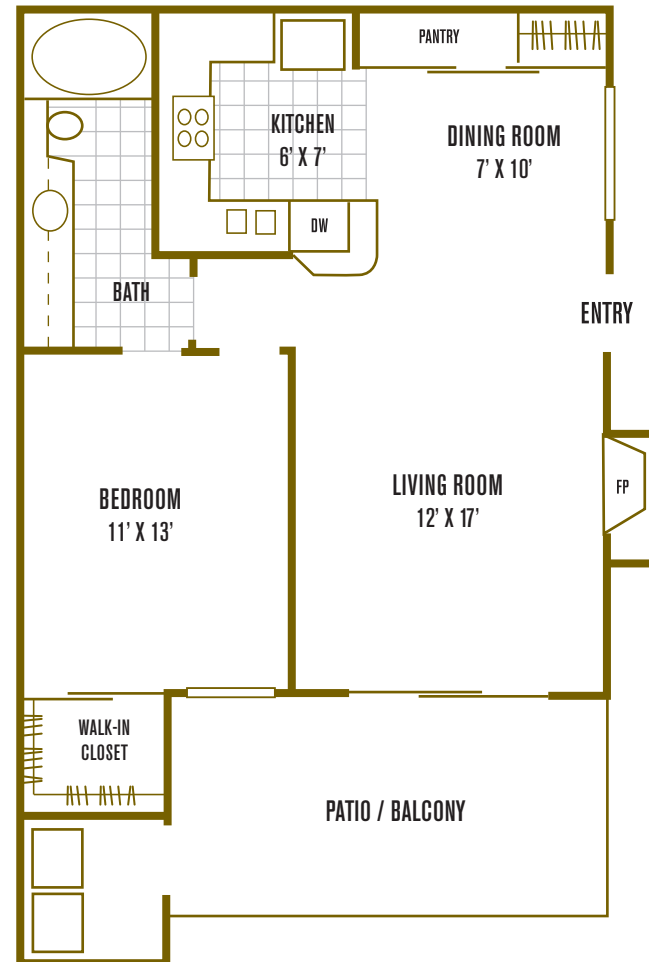 PANTRY
KITCHEN
6’ X 7’
DINING ROOM
7’ X 10’
DW
BATH
ENTRY
LIVING ROOM
12’ X 17’
FP
BEDROOM
11’ X 13’
WALK-IN
CLOSET
PATIO / BALCONY